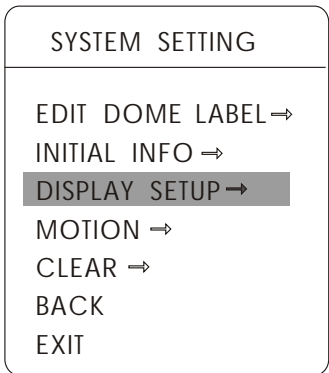 SYSTEM SETTING
EDIT DOME LABEL→
INITIAL INFO→
DISPLAY SETUP→
MOTION→
CLEAR→
BACK
EXIT